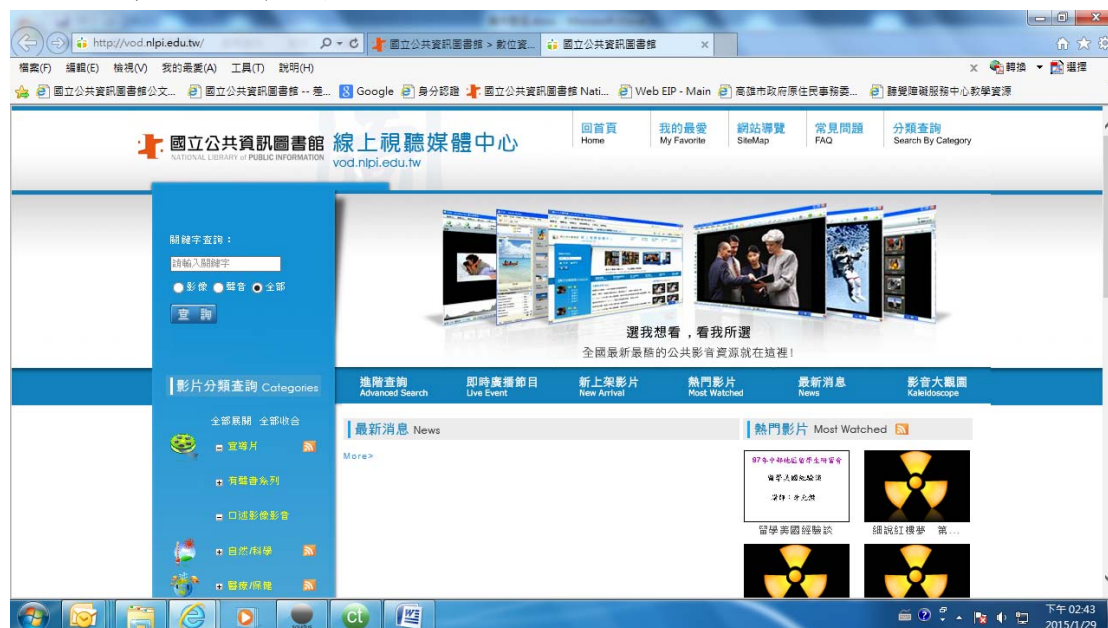 http://vod.nlpi.edu.tw/
國立公共資訊圖書館 > 數位資...
國立公共資訊圖書館
檔案(F) 編輯(E) 檢視(V) 我的最愛(A) 工具(T) 說明(H)
轉換 選擇
國立公共資訊圖書館公文...
國立公共資訊圖書館 -- 差...
Google
身分認證
國立公共資訊圖書館 Nati...
Web EIP - Main
高雄市政府原住民事務委...
聽覺障礙服務中心教學資源
國立公共資訊圖書館
NATIONAL LIBRARY of PUBLIC INFORMATION
線上視聽媒體中心
vod.nlpi.edu.tw
回首頁 我的最愛 網站導覽 常見問題 分類查詢
Home My Favorite SiteMap FAQ Search By Category
關鍵字查詢：
請輸入關鍵字
影像 聲音 全部
查 詢
選我想看，看我所選
全國最新最酷的公共影音資源就在這裡!
影片分類查詢 Categories
進階查詢 即時廣播節目 新上架影片 熱門影片 最新消息 影音大觀園
Advanced Search Live Event New Arrival Most Watched News Kaleidoscope
全部展開 全部收合
宣導片
有聲書系列
口述影像影音
自然/科學
醫療/保健
最新消息 News
More>
熱門影片 Most Watched
留學美國經驗談
細說紅樓夢 第...
ct
下午 02:43
2015/1/29